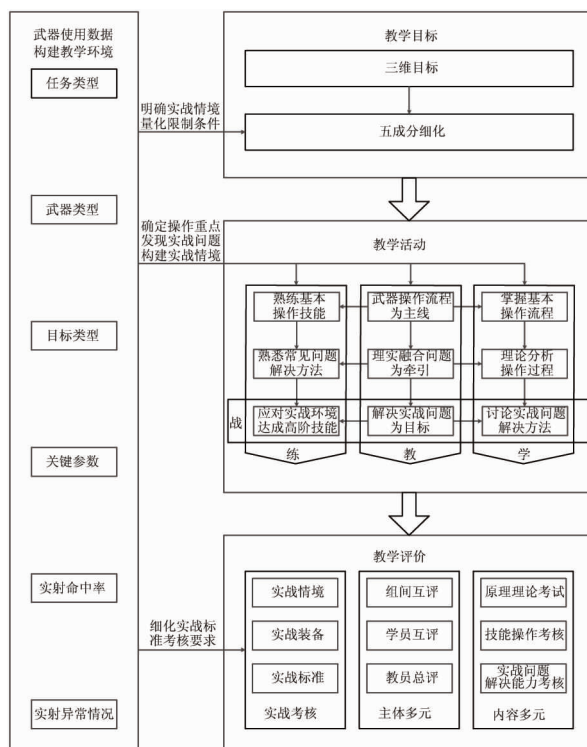 武器使用数据
构建教学环境
任务类型
武器类型
目标类型
关键参数
实射命中率
实射异常情况
明确实战情境
量化限制条件
确定操作重点
发现实战问题
构建实战情境
细化实战标
准考核要求
教学目标
三维目标
五成分细化
教学活动
熟练基本
操作技能
武器操作流程
为主线
掌握基本
操作流程
熟悉常见问题
解决方法
理实融合问题
为牵引
理论分析
操作过程
战
应对实战环境
达成高阶技能
解决实战问题
为目标
讨论实战问题
解决方法
练
教
学
教学评价
实战情境
实战装备
实战标准
实战考核
组间互评
学员互评
教员总评
主体多元
原理理论考试
技能操作考核
实战问题
解决能力考核
内容多元